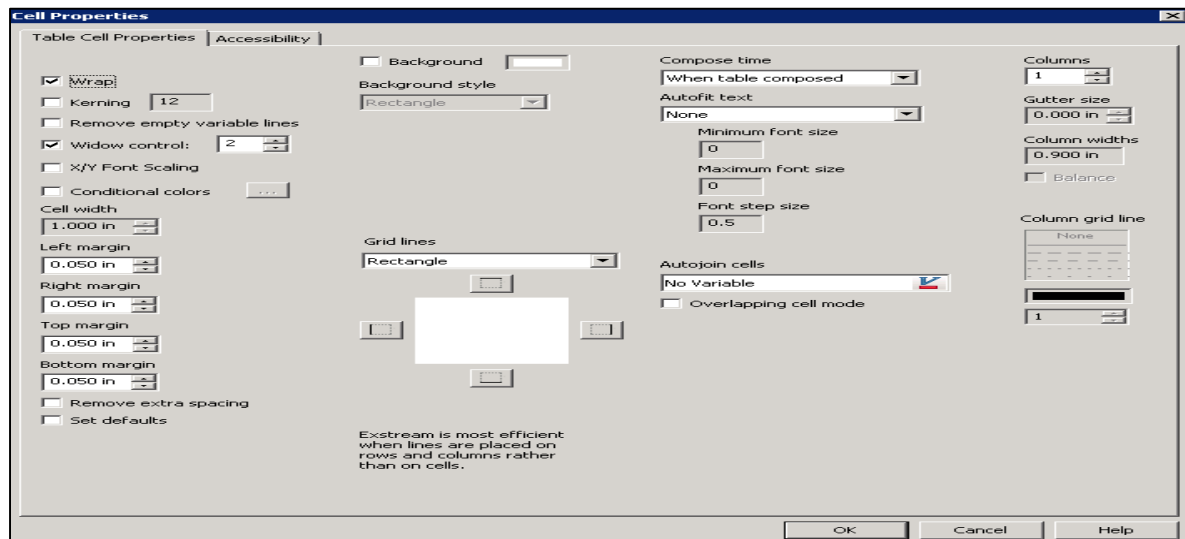 Cell Properties
Table Cell Properties
Accessibility
Wrap
Kerning 12
Remove empty variable lines
Widow control: 2
X/Y Font Scaling
Conditional colors ...
Cell width
1.000 in
Left margin
0.050 in
Right margin
0.050 in
Top margin
0.050 in
Bottom margin
0.050 in
Remove extra spacing
Set defaults
Background
Background style
Rectangle
Grid lines
Rectangle
Exstream is most efficient
when lines are placed on
rows and columns rather
than on cells.
Compose time
When table composed
Autofit text
None
Minimum font size
0
Maximum font size
0
Font step size
0.5
Autojoin cells
No Variable
Overlapping cell mode
Columns
1
Gutter size
0.000 in
Column widths
0.900 in
Balance
Column grid line
None
1
OK
Cancel
Help